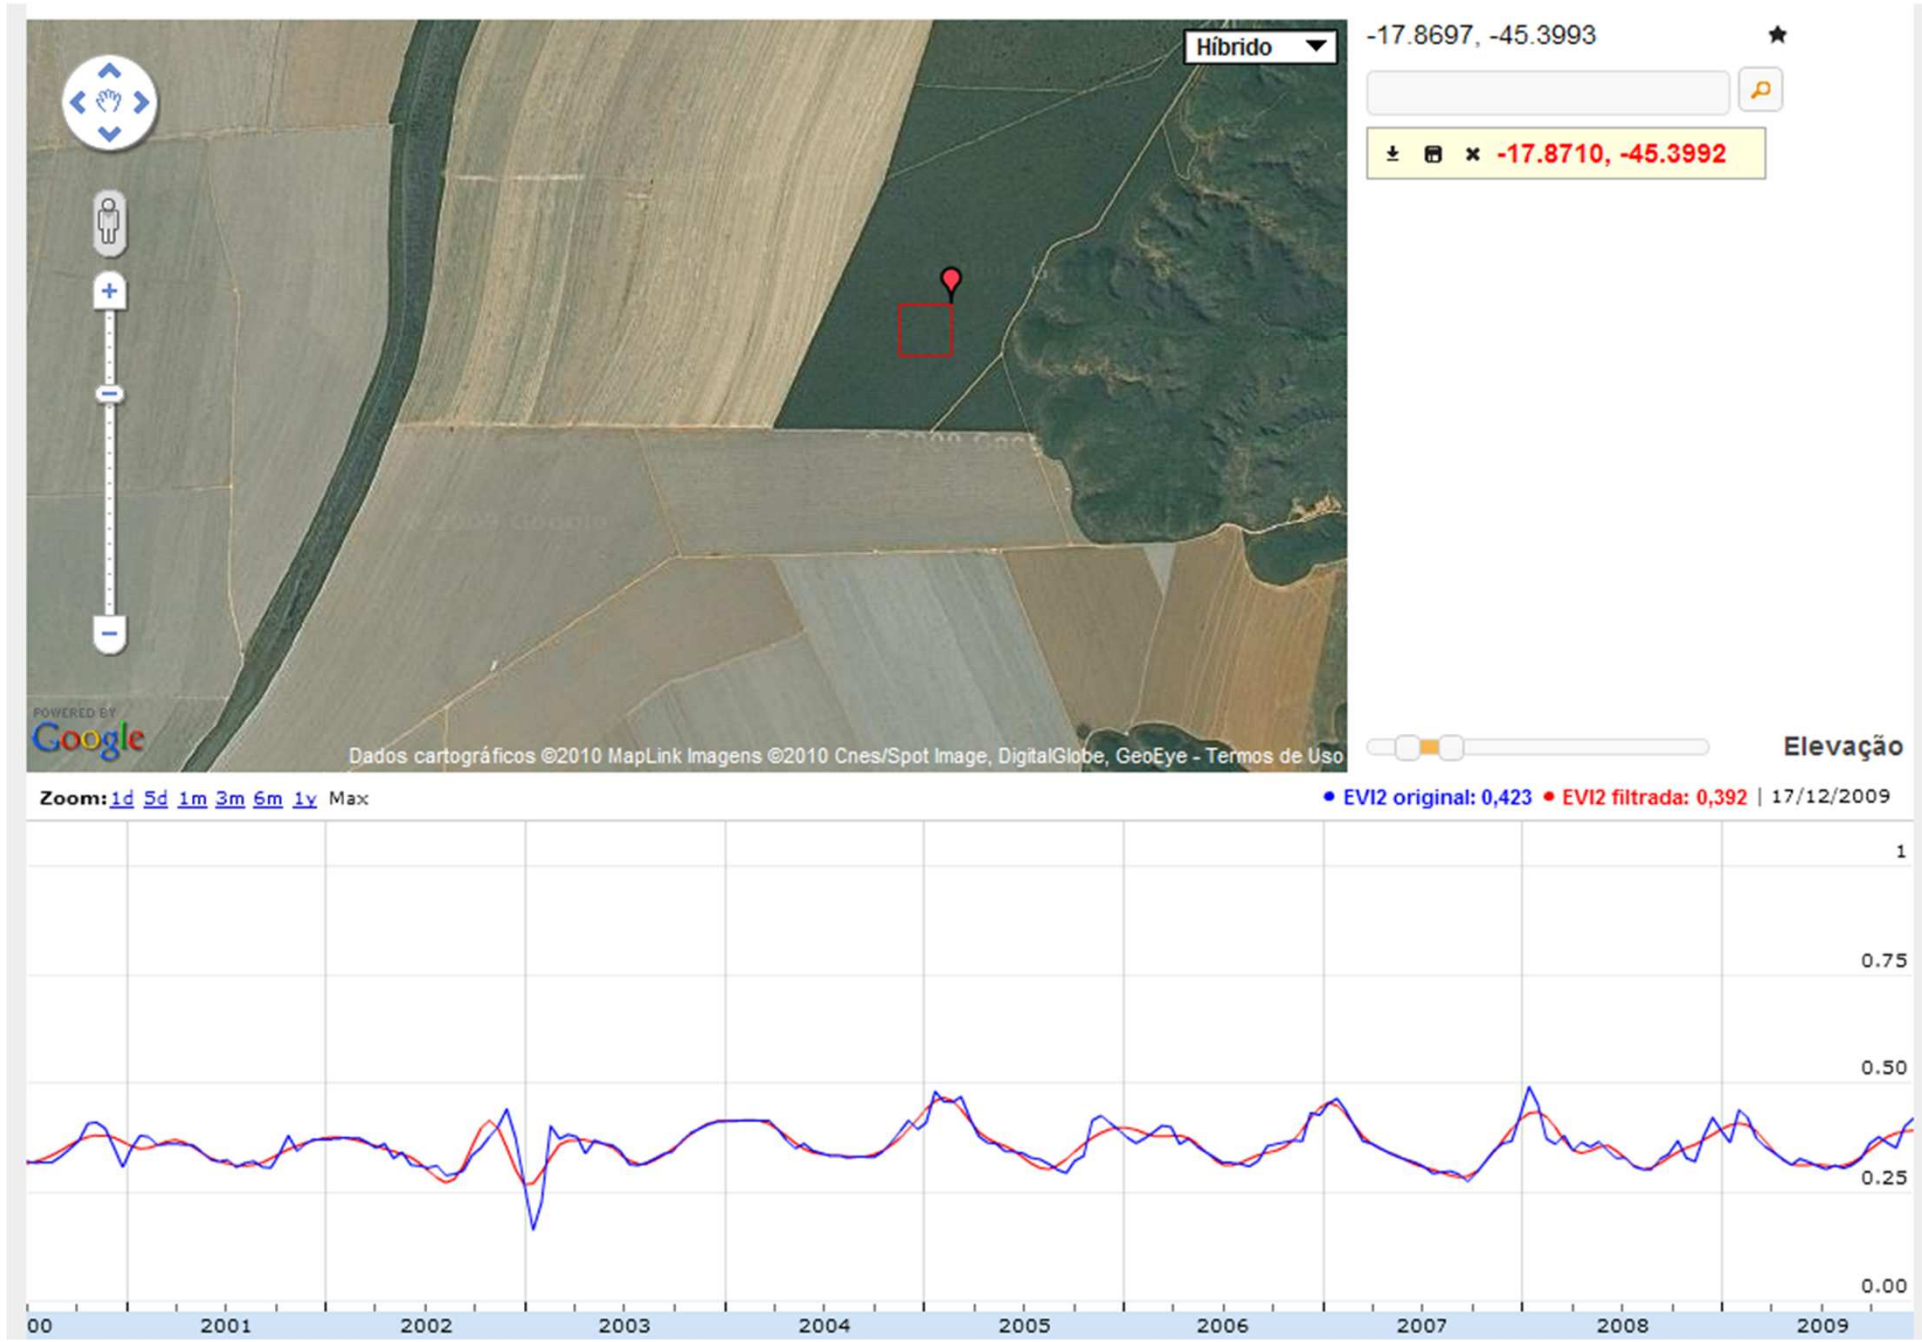 Híbrido
-17.8697, -45.3993
-17.8710, -45.3992
© 2009 Google
POWERED BY
Google
Dados cartográficos ©2010 MapLink Imagens ©2010 Cnes/Spot Image, DigitalGlobe, GeoEye - Termos de Uso
Elevação
Zoom: 1d 5d 1m 3m 6m 1y Max
EVI2 original: 0,423 EVI2 filtrada: 0,392 | 17/12/2009
1
0.75
0.50
0.25
0.00
00 2001 2002 2003 2004 2005 2006 2007 2008 2009